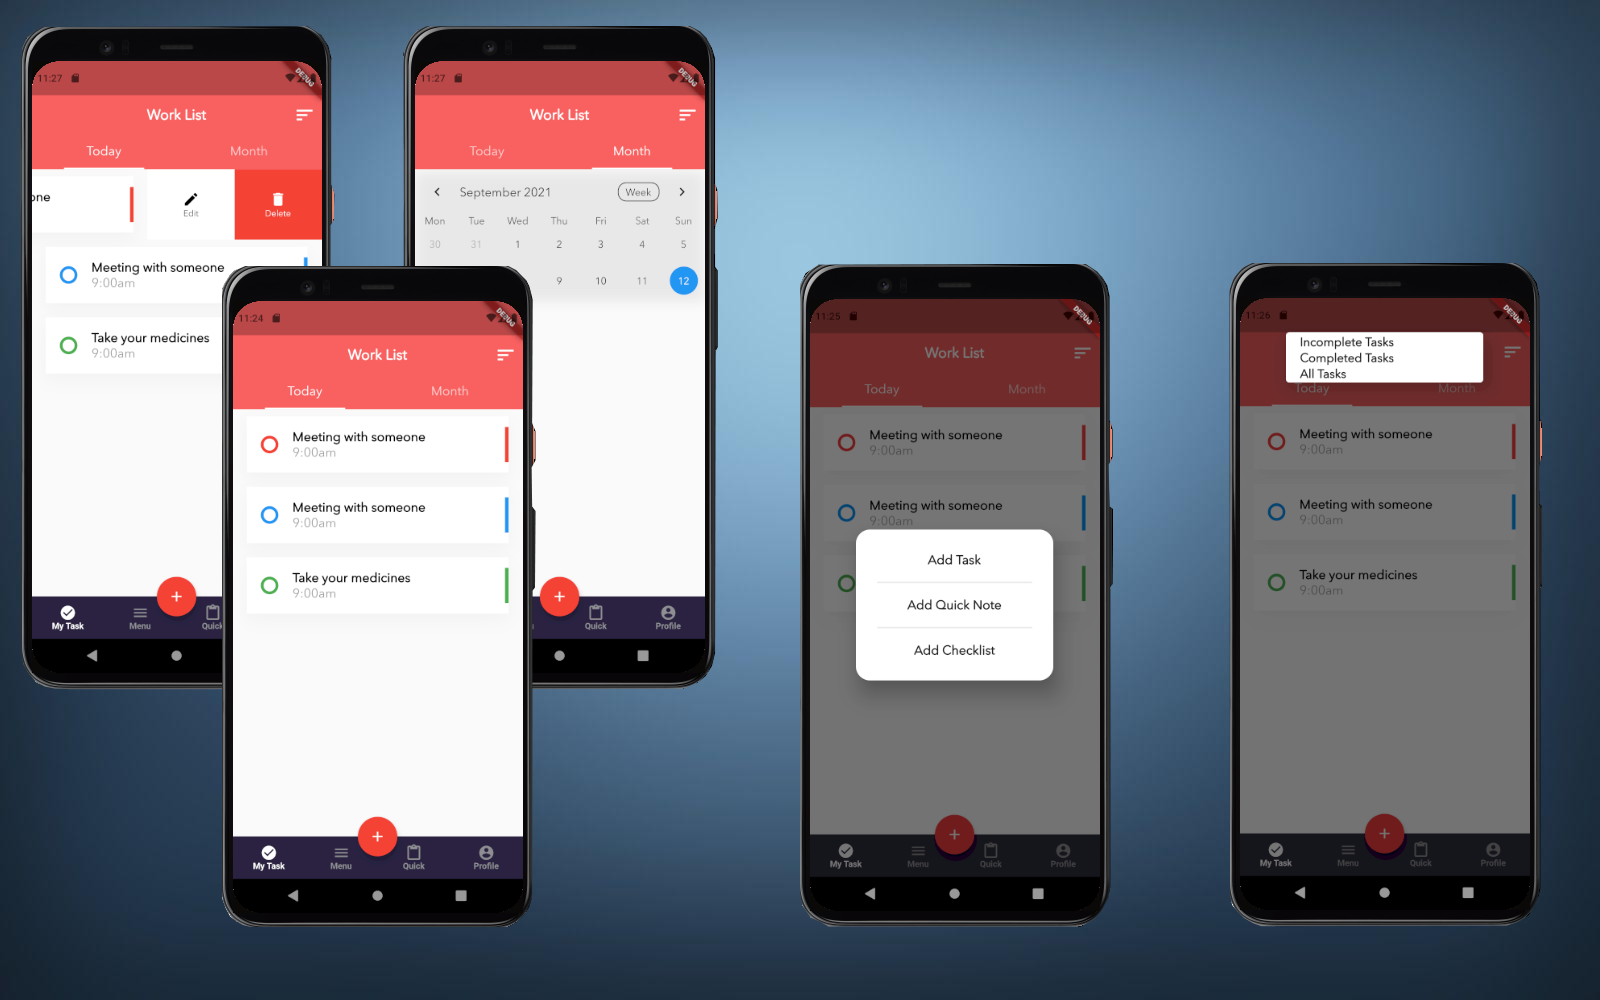 11:27
DEBUG
Work List
Today
Month
one
Edit
Delete
Meeting with someone
9:00am
Take your medicines
9:00am
My Task
Menu
Quick
11:27
DEBUG
Work List
Today
Month
September 2021
Week
Mon Tue Wed Thu Fri Sat Sun
30 31 1 2 3 4 5
9 10 11 12
Quick
Profile
11:24
DEBUG
Work List
Today
Month
Meeting with someone
9:00am
Meeting with someone
9:00am
Take your medicines
9:00am
My Task
Menu
Quick
Profile
11:25
DEBUG
Work List
Today
Month
Meeting with someone
9:00am
Meeting with someone
9:00am
Add Task
Add Quick Note
Add Checklist
My Task
Menu
Quick
Profile
11:26
DEBUG
Incomplete Tasks
Completed Tasks
All Tasks
Today
Month
Meeting with someone
9:00am
Meeting with someone
9:00am
Take your medicines
9:00am
My Task
Menu
Quick
Profile